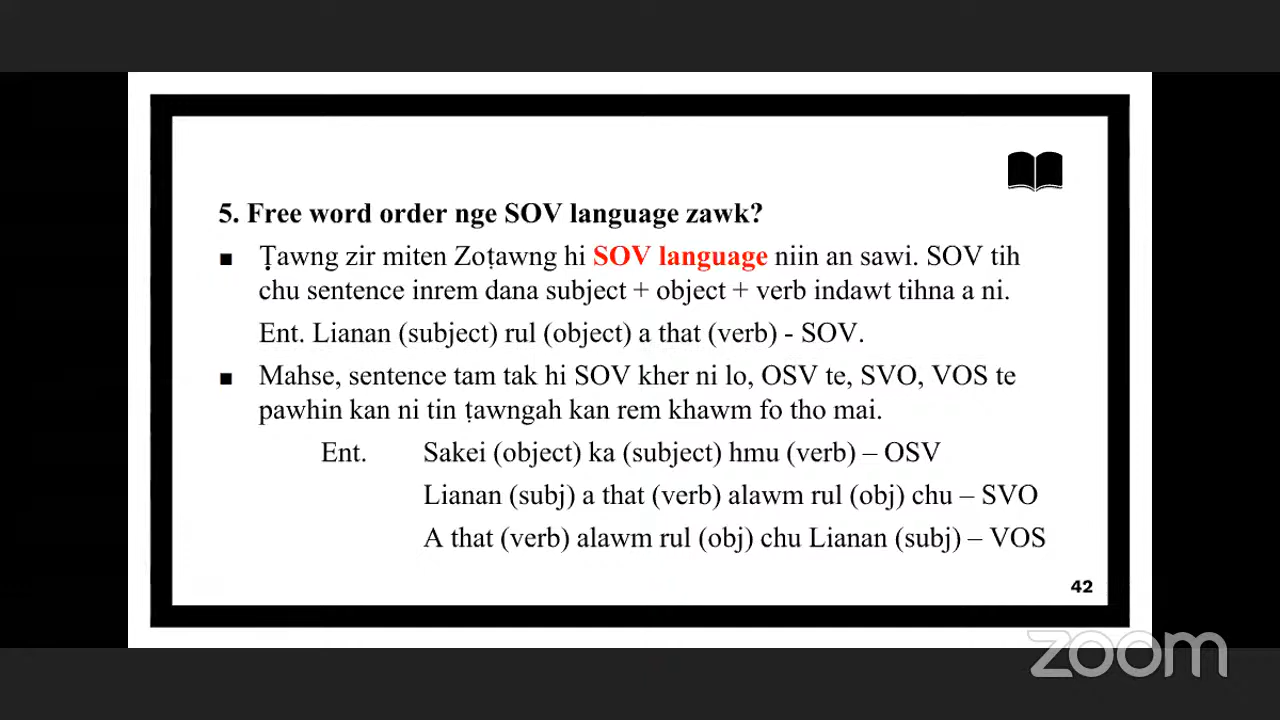 5. Free word order nge SOV language zawk?
▪ Ṭawng zir miten Zoṭawng hi SOV language niin an sawi. SOV tih
chu sentence inrem dana subject + object + verb indawt tihna a ni.
Ent. Lianan (subject) rul (object) a that (verb) - SOV.
▪ Mahse, sentence tam tak hi SOV kher ni lo, OSV te, SVO, VOS te
pawhin kan ni tin ṭawngah kan rem khawm fo tho mai.
Ent. Sakei (object) ka (subject) hmu (verb) – OSV
Lianan (subj) a that (verb) alawm rul (obj) chu – SVO
A that (verb) alawm rul (obj) chu Lianan (subj) – VOS
42
zoom